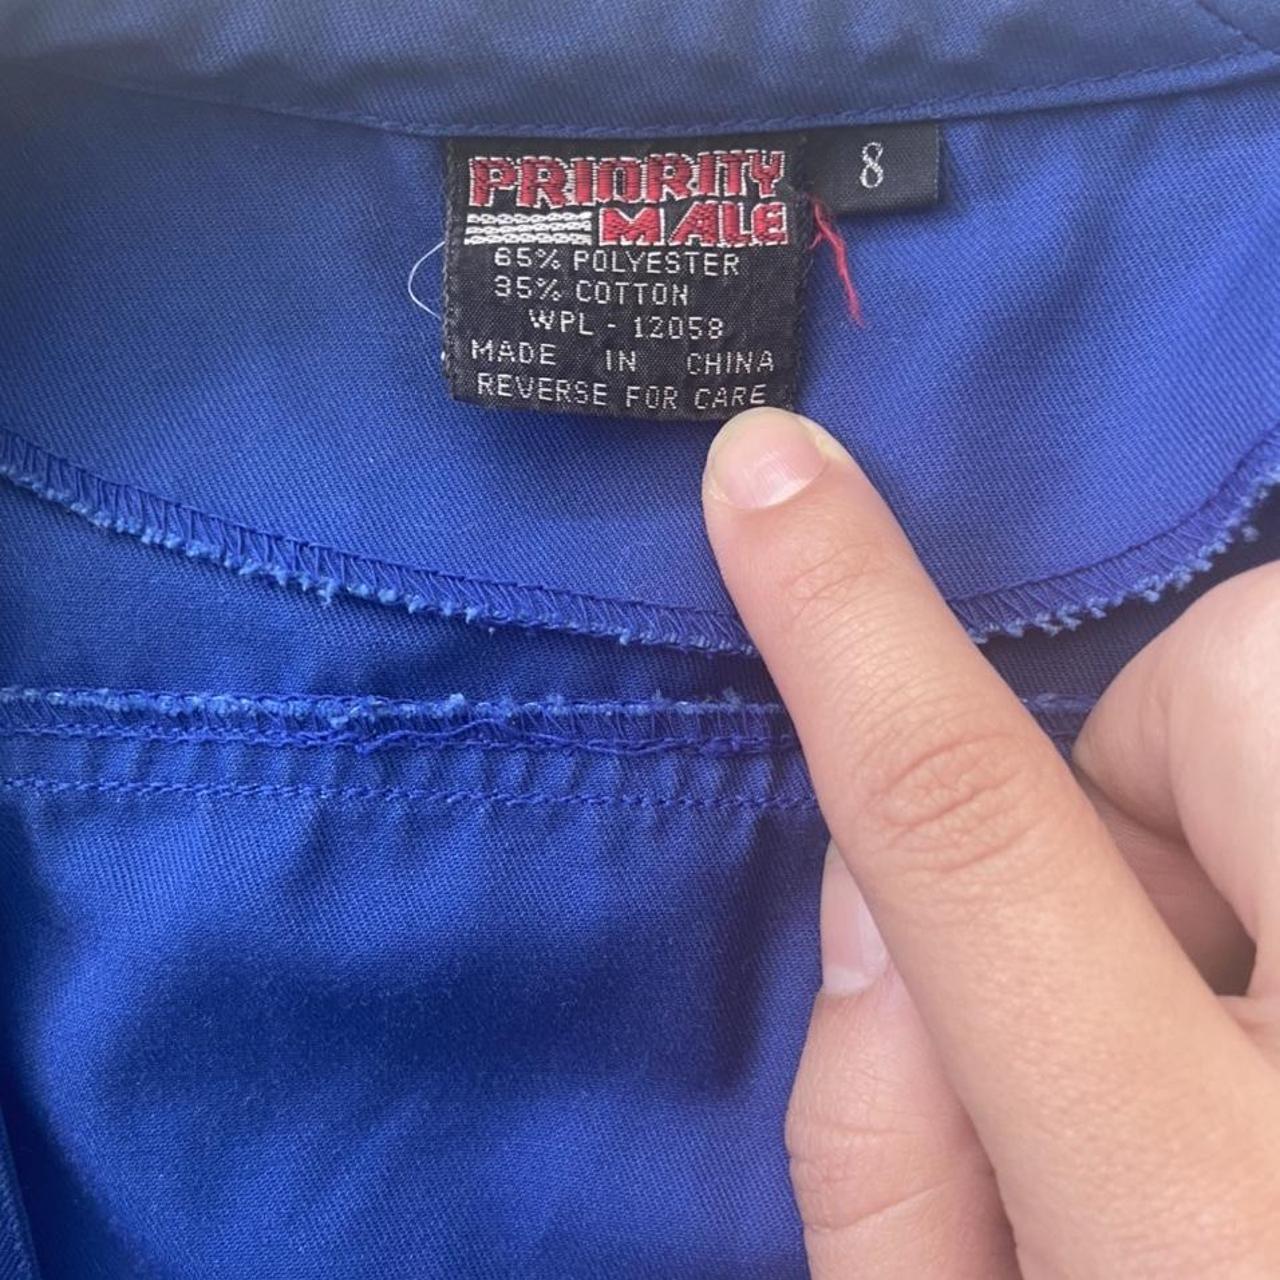 PRIORITY
MALE
8
65% POLYESTER
35% COTTON
WPL - 12058
MADE IN CHINA
REVERSE FOR CARE